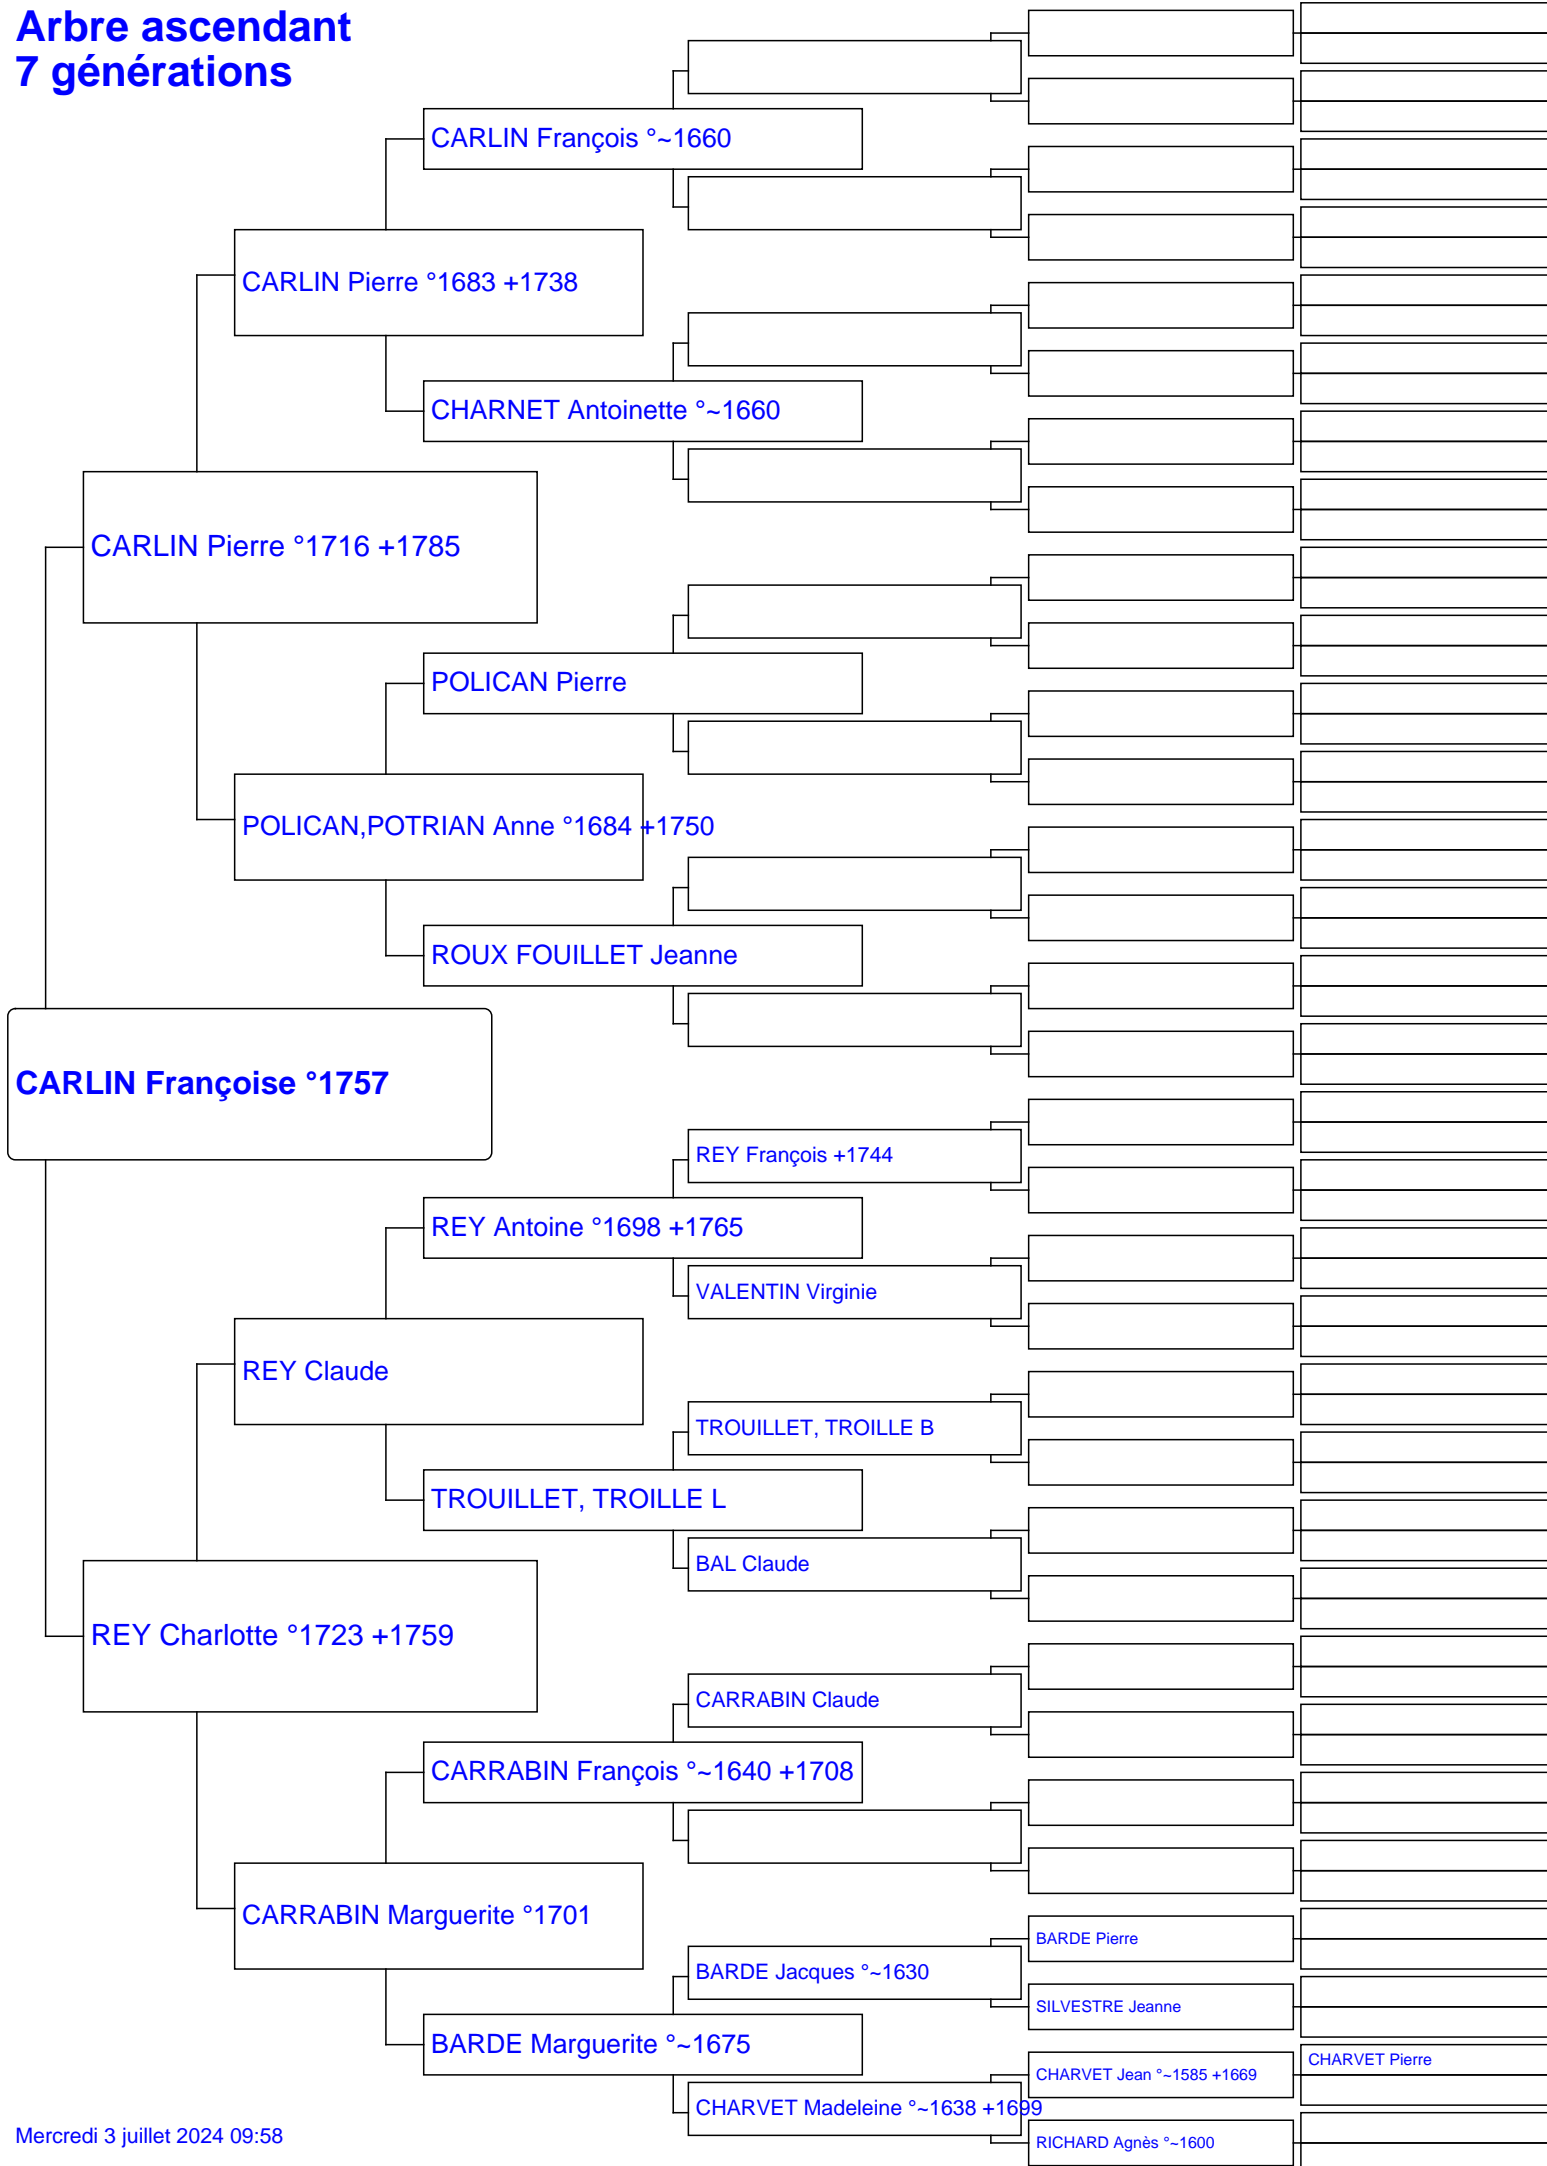 Arbre ascendant
7 générations
CARLIN François °~1660
CARLIN Pierre °1683 +1738
CHARNET Antoinette °~1660
CARLIN Pierre °1716 +1785
POLICAN Pierre
POLICAN,POTRIAN Anne °1684 +1750
ROUX FOUILLET Jeanne
CARLIN Françoise °1757
REY François +1744
REY Antoine °1698 +1765
VALENTIN Virginie
REY Claude
TROUILLET, TROILLE B
TROUILLET, TROILLE L
BAL Claude
REY Charlotte °1723 +1759
CARRABIN Claude
CARRABIN François °~1640 +1708
CARRABIN Marguerite °1701
BARDE Pierre
BARDE Jacques °~1630
SILVESTRE Jeanne
BARDE Marguerite °~1675
CHARVET Pierre
CHARVET Jean °~1585 +1669
CHARVET Madeleine °~1638 +1699
RICHARD Agnès °~1600
Mercredi 3 juillet 2024 09:58